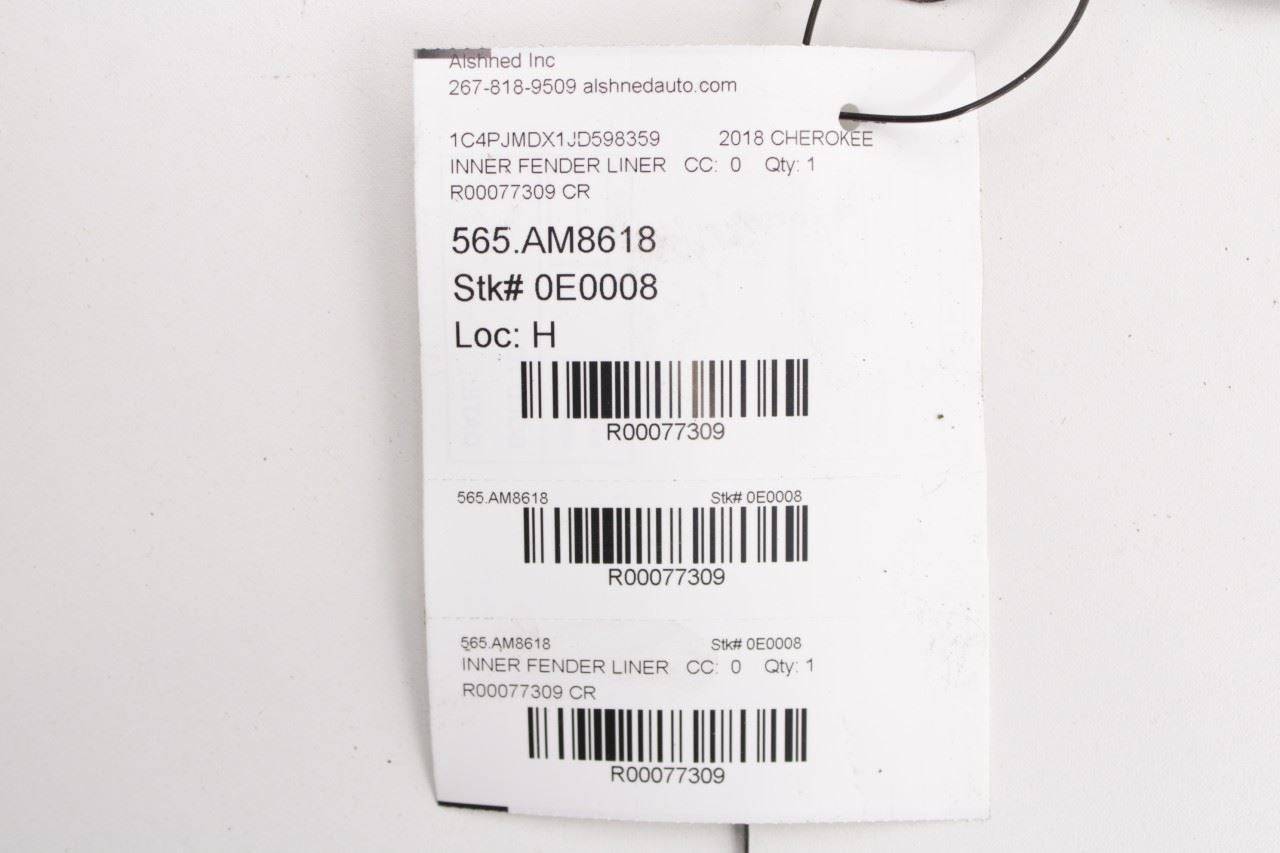 Alshned Inc
267-818-9509 alshnedauto.com
1C4PJMDX1JD598359 2018 CHEROKEE
INNER FENDER LINER CC: 0 Qty: 1
R00077309 CR
565.AM8618
Stk# 0E0008
Loc: H
R00077309
565.AM8618 Stk# 0E0008
R00077309
565.AM8618 Stk# 0E0008
INNER FENDER LINER CC: 0 Qty: 1
R00077309 CR
R00077309